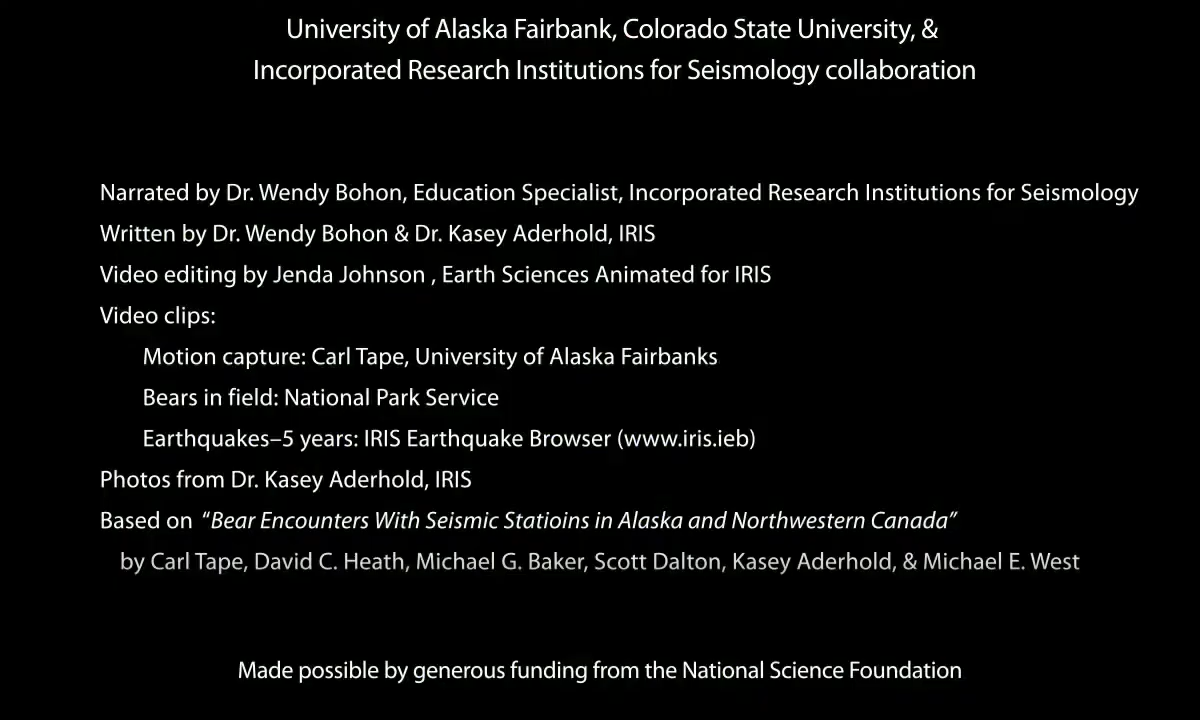 University of Alaska Fairbank, Colorado State University, &
Incorporated Research Institutions for Seismology collaboration
Narrated by Dr. Wendy Bohon, Education Specialist, Incorporated Research Institutions for Seismology
Written by Dr. Wendy Bohon & Dr. Kasey Aderhold, IRIS
Video editing by Jenda Johnson , Earth Sciences Animated for IRIS
Video clips:
Motion capture: Carl Tape, University of Alaska Fairbanks
Bears in field: National Park Service
Earthquakes–5 years: IRIS Earthquake Browser (www.iris.ieb)
Photos from Dr. Kasey Aderhold, IRIS
Based on “Bear Encounters With Seismic Statioins in Alaska and Northwestern Canada”
by Carl Tape, David C. Heath, Michael G. Baker, Scott Dalton, Kasey Aderhold, & Michael E. West
Made possible by generous funding from the National Science Foundation